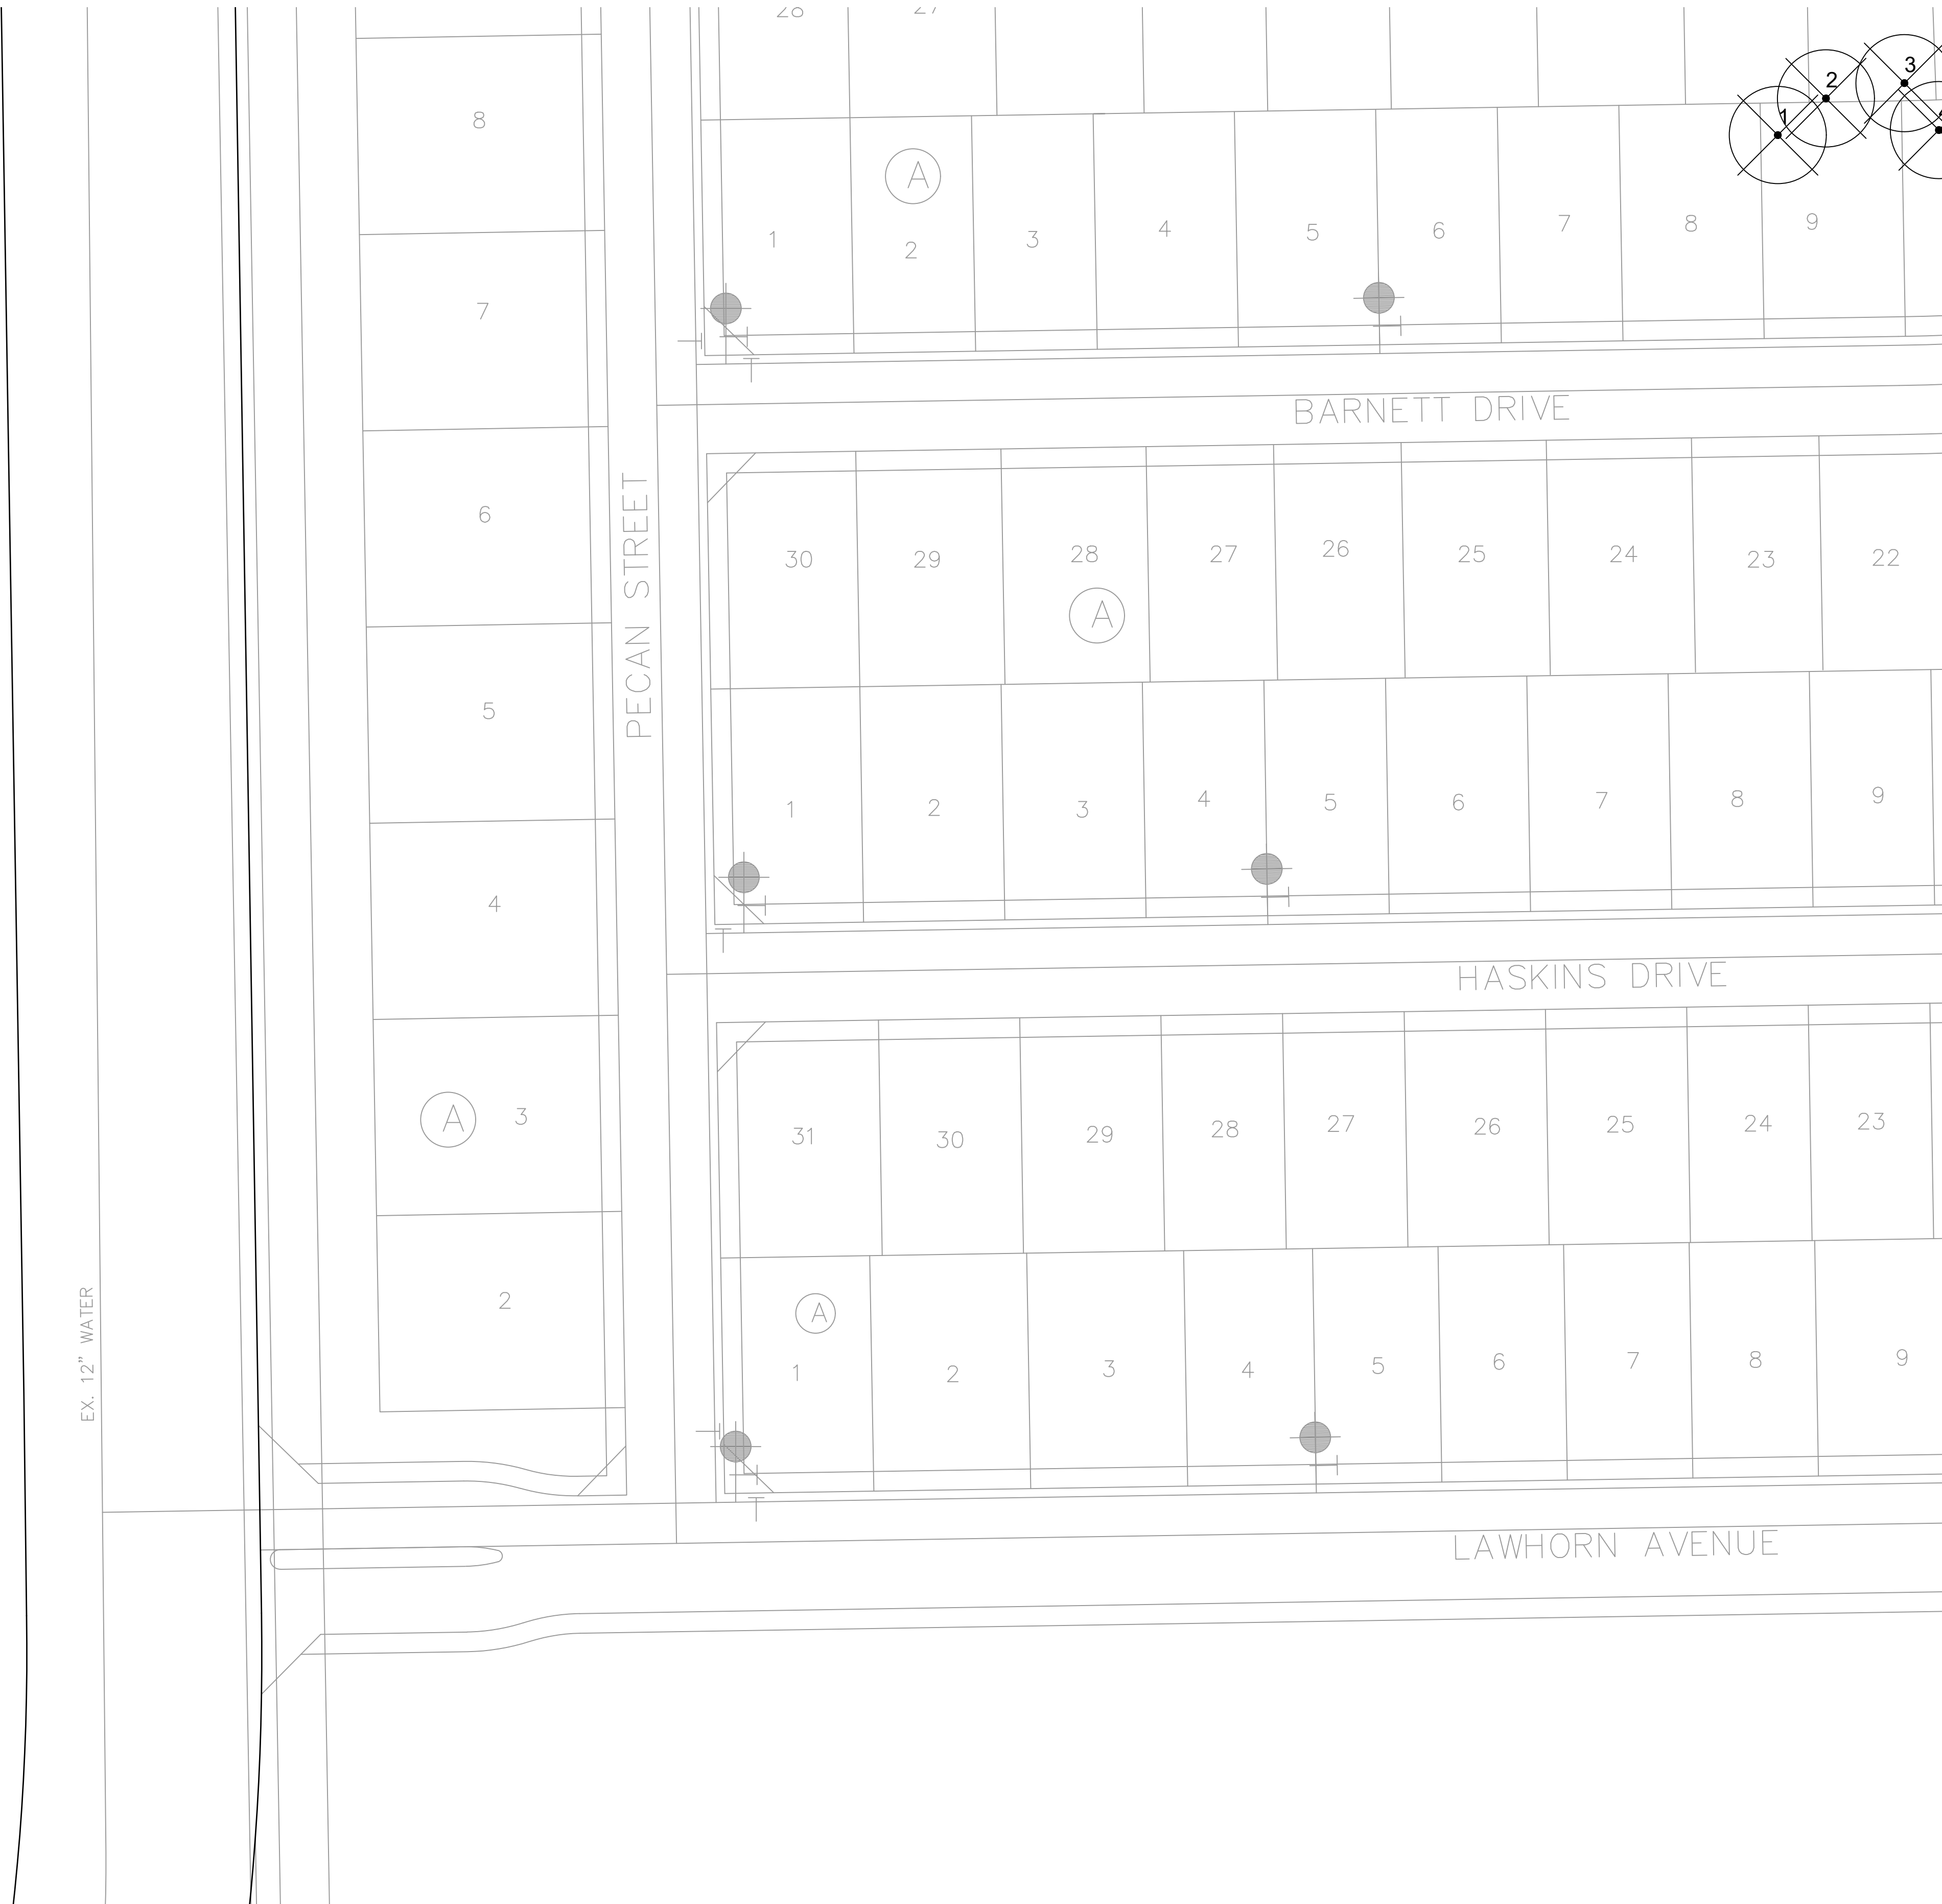 28 27
1 2 3 4
8
A
1 2 3 4 5 6 7 8 9
7
BARNETT DRIVE
6
PECAN STREET
30 29 28 27 26 25 24 23 22
A
5
1 2 3 4 5 6 7 8 9
4
HASKINS DRIVE
A 3
31 30 29 28 27 26 25 24 23
2
A
1 2 3 4 5 6 7 8 9
EX. 12" WATER
LAWHORN AVENUE